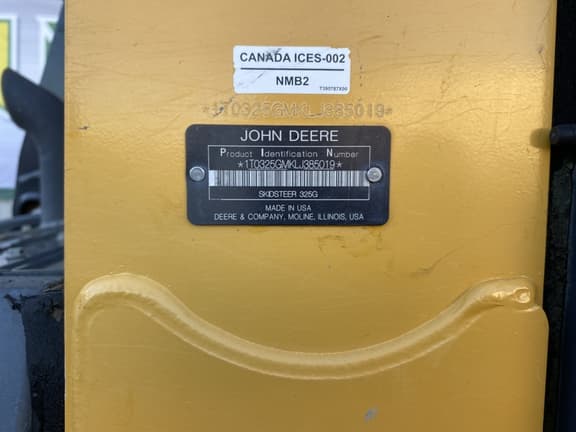 CANADA ICES-002
NMB2
*1T0325GMKLJ385019*
JOHN DEERE
Product Identification Number
*1T0325GMKLJ385019*
SKIDSTEER 325G
MADE IN USA
DEERE & COMPANY, MOLINE, ILLINOIS, USA